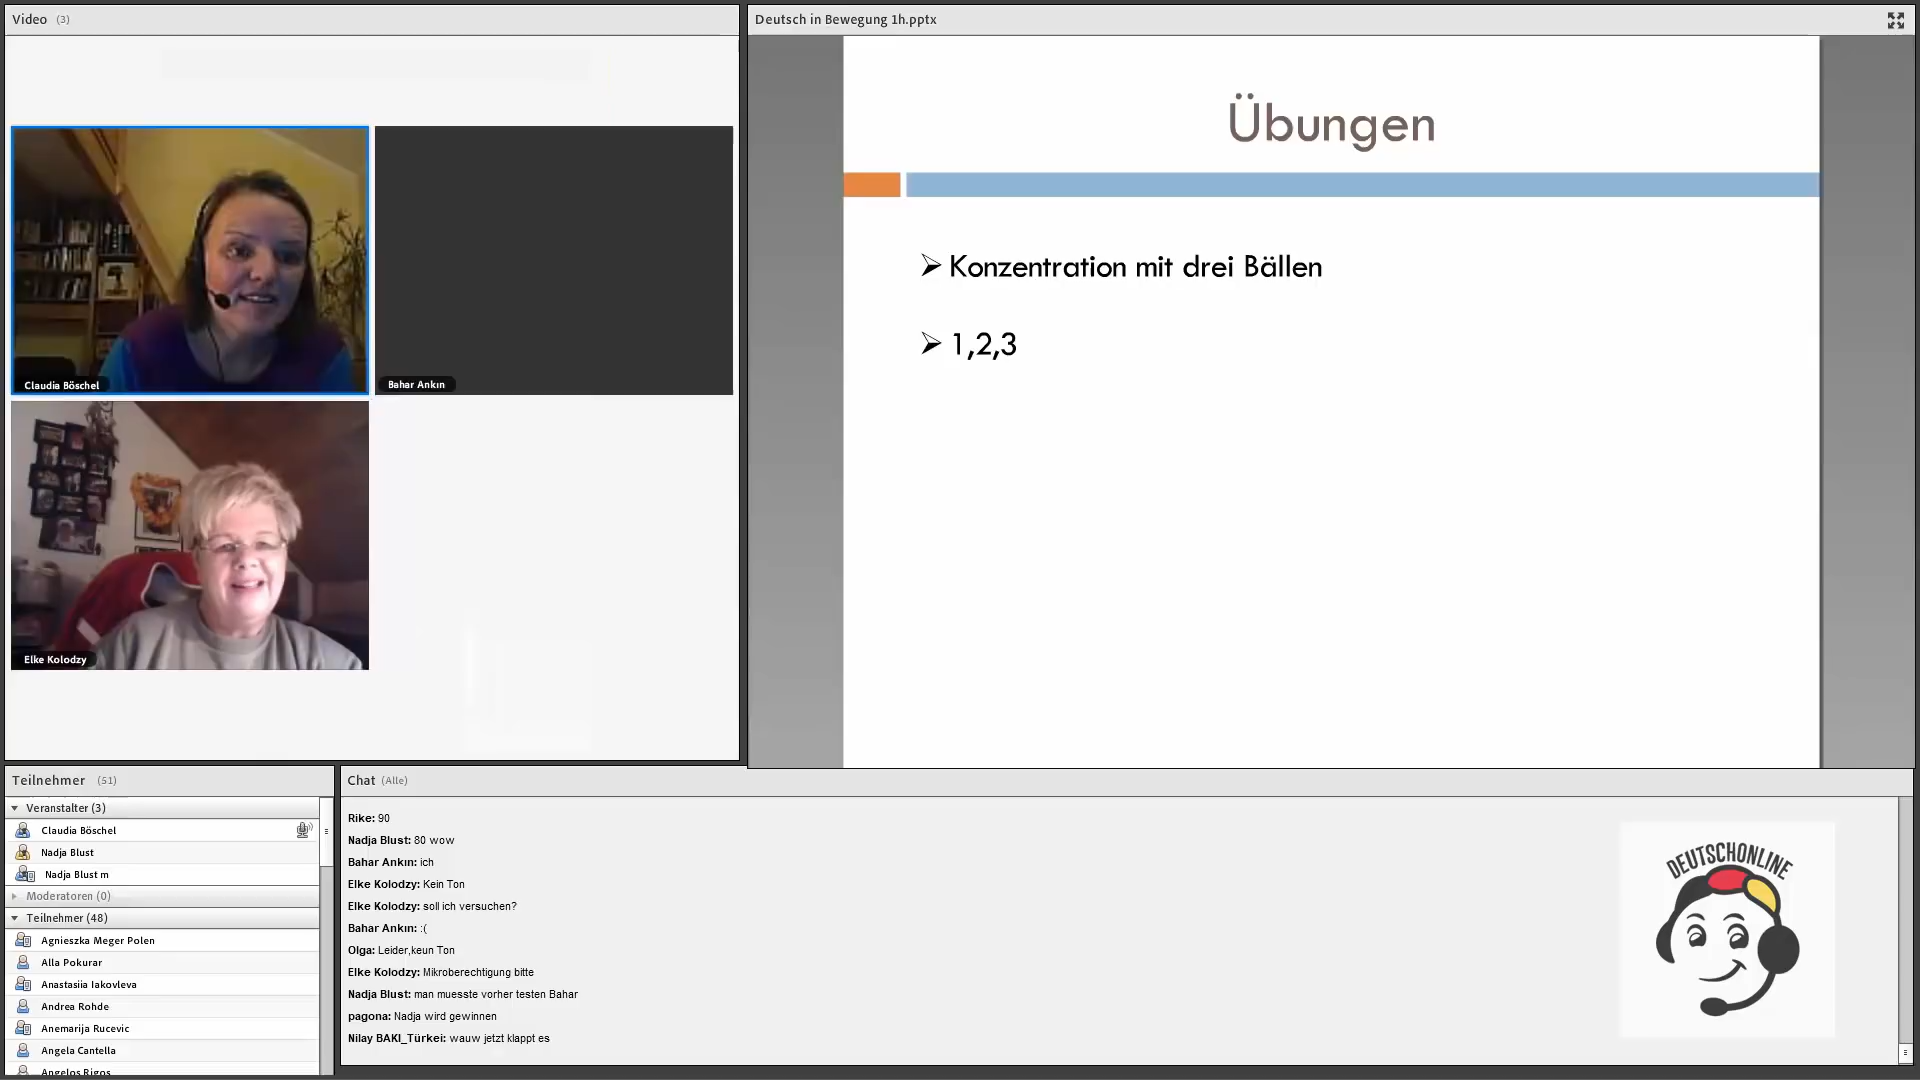 Video (3)
Claudia Böschel
Bahar Ankın
Elke Kolodzy
Deutsch in Bewegung 1h.pptx
Übungen
Konzentration mit drei Bällen
1,2,3
Teilnehmer (51)
Veranstalter (3)
Claudia Böschel
Nadja Blust
Nadja Blust m
Moderatoren (0)
Teilnehmer (48)
Agnieszka Meger Polen
Alla Pokurar
Anastasiia Iakovleva
Andrea Rohde
Anemarija Rucevic
Angela Cantella
Angelos Rigos
Chat (Alle)
Rike: 90
Nadja Blust: 80 wow
Bahar Ankın: ich
Elke Kolodzy: Kein Ton
Elke Kolodzy: soll ich versuchen?
Bahar Ankın: :(
Olga: Leider,keun Ton
Elke Kolodzy: Mikroberechtigung bitte
Nadja Blust: man muesste vorher testen Bahar
pagona: Nadja wird gewinnen
Nilay BAKI_Türkei: wauw jetzt klappt es
DEUTSCHONLINE